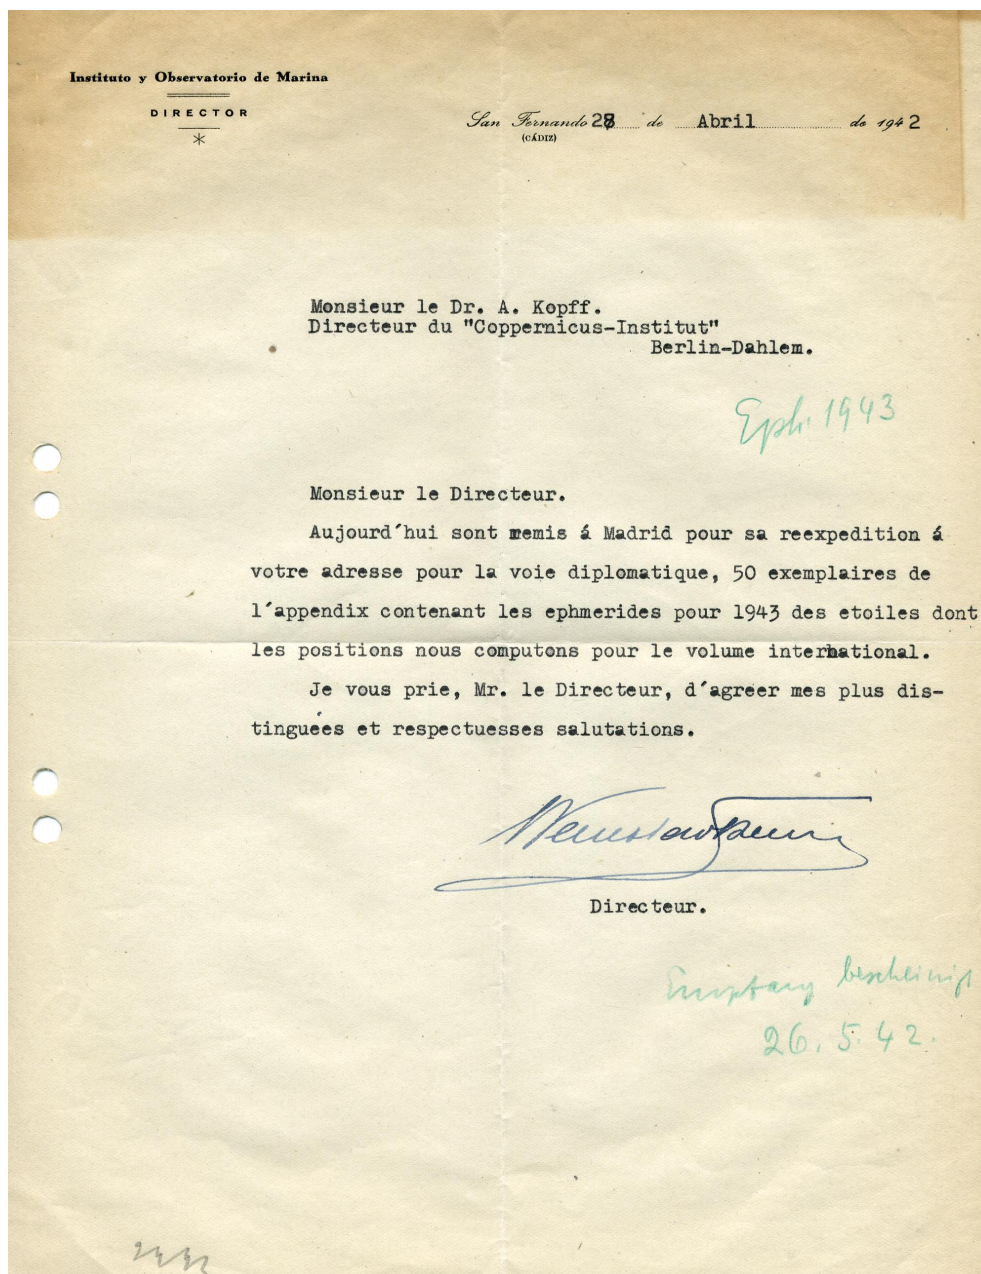 Instituto y Observatorio de Marina
DIRECTOR
San Fernando 28 de Abril de 1942
(CÁDIZ)
Monsieur le Dr. A. Kopff.
Directeur du "Coppernicus-Institut"
Berlin-Dahlem.
Eph. 1943
Monsieur le Directeur.
Aujourd´hui sont remis á Madrid pour sa reexpedition á
votre adresse pour la voie diplomatique, 50 exemplaires de
l´appendix contenant les ephmerides pour 1943 des etoiles dont
les positions nous computons pour le volume international.
Je vous prie, Mr. le Directeur, d´agreer mes plus dis-
tinguées et respectuesses salutations.
Directeur.
Empfang bescheinigt
26.5.42.